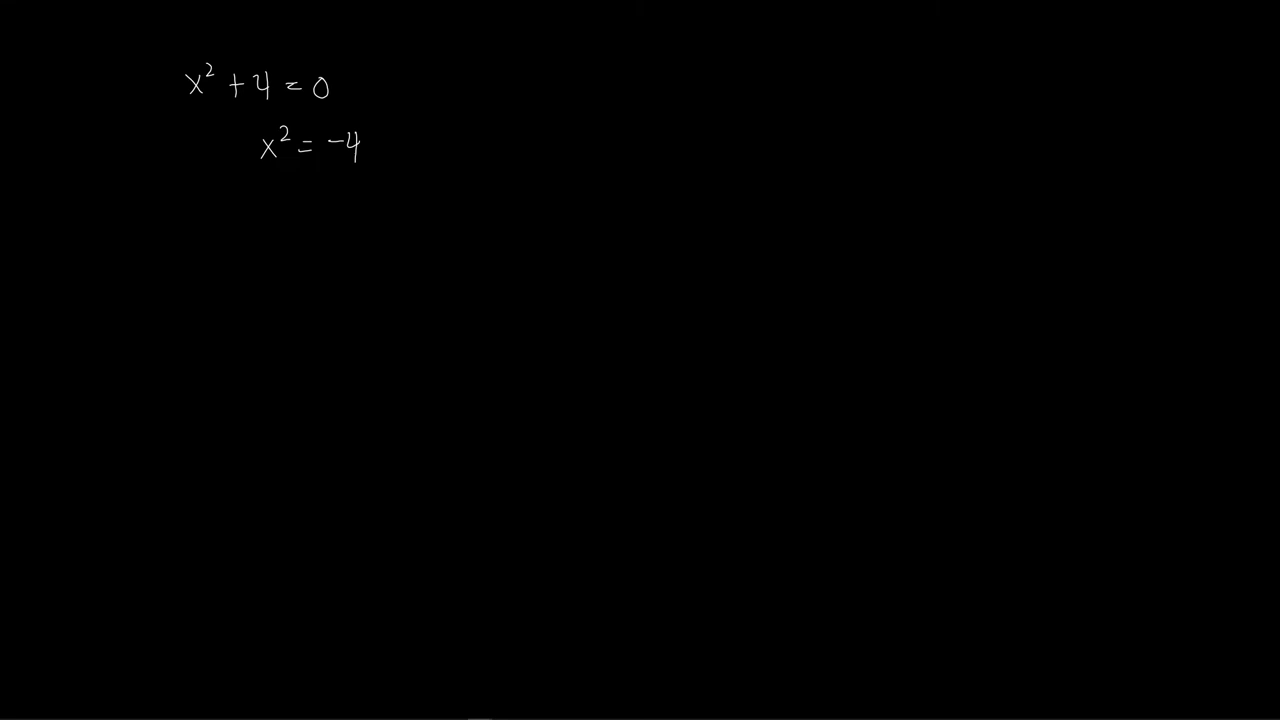 x² + 4 = 0
x² = -4